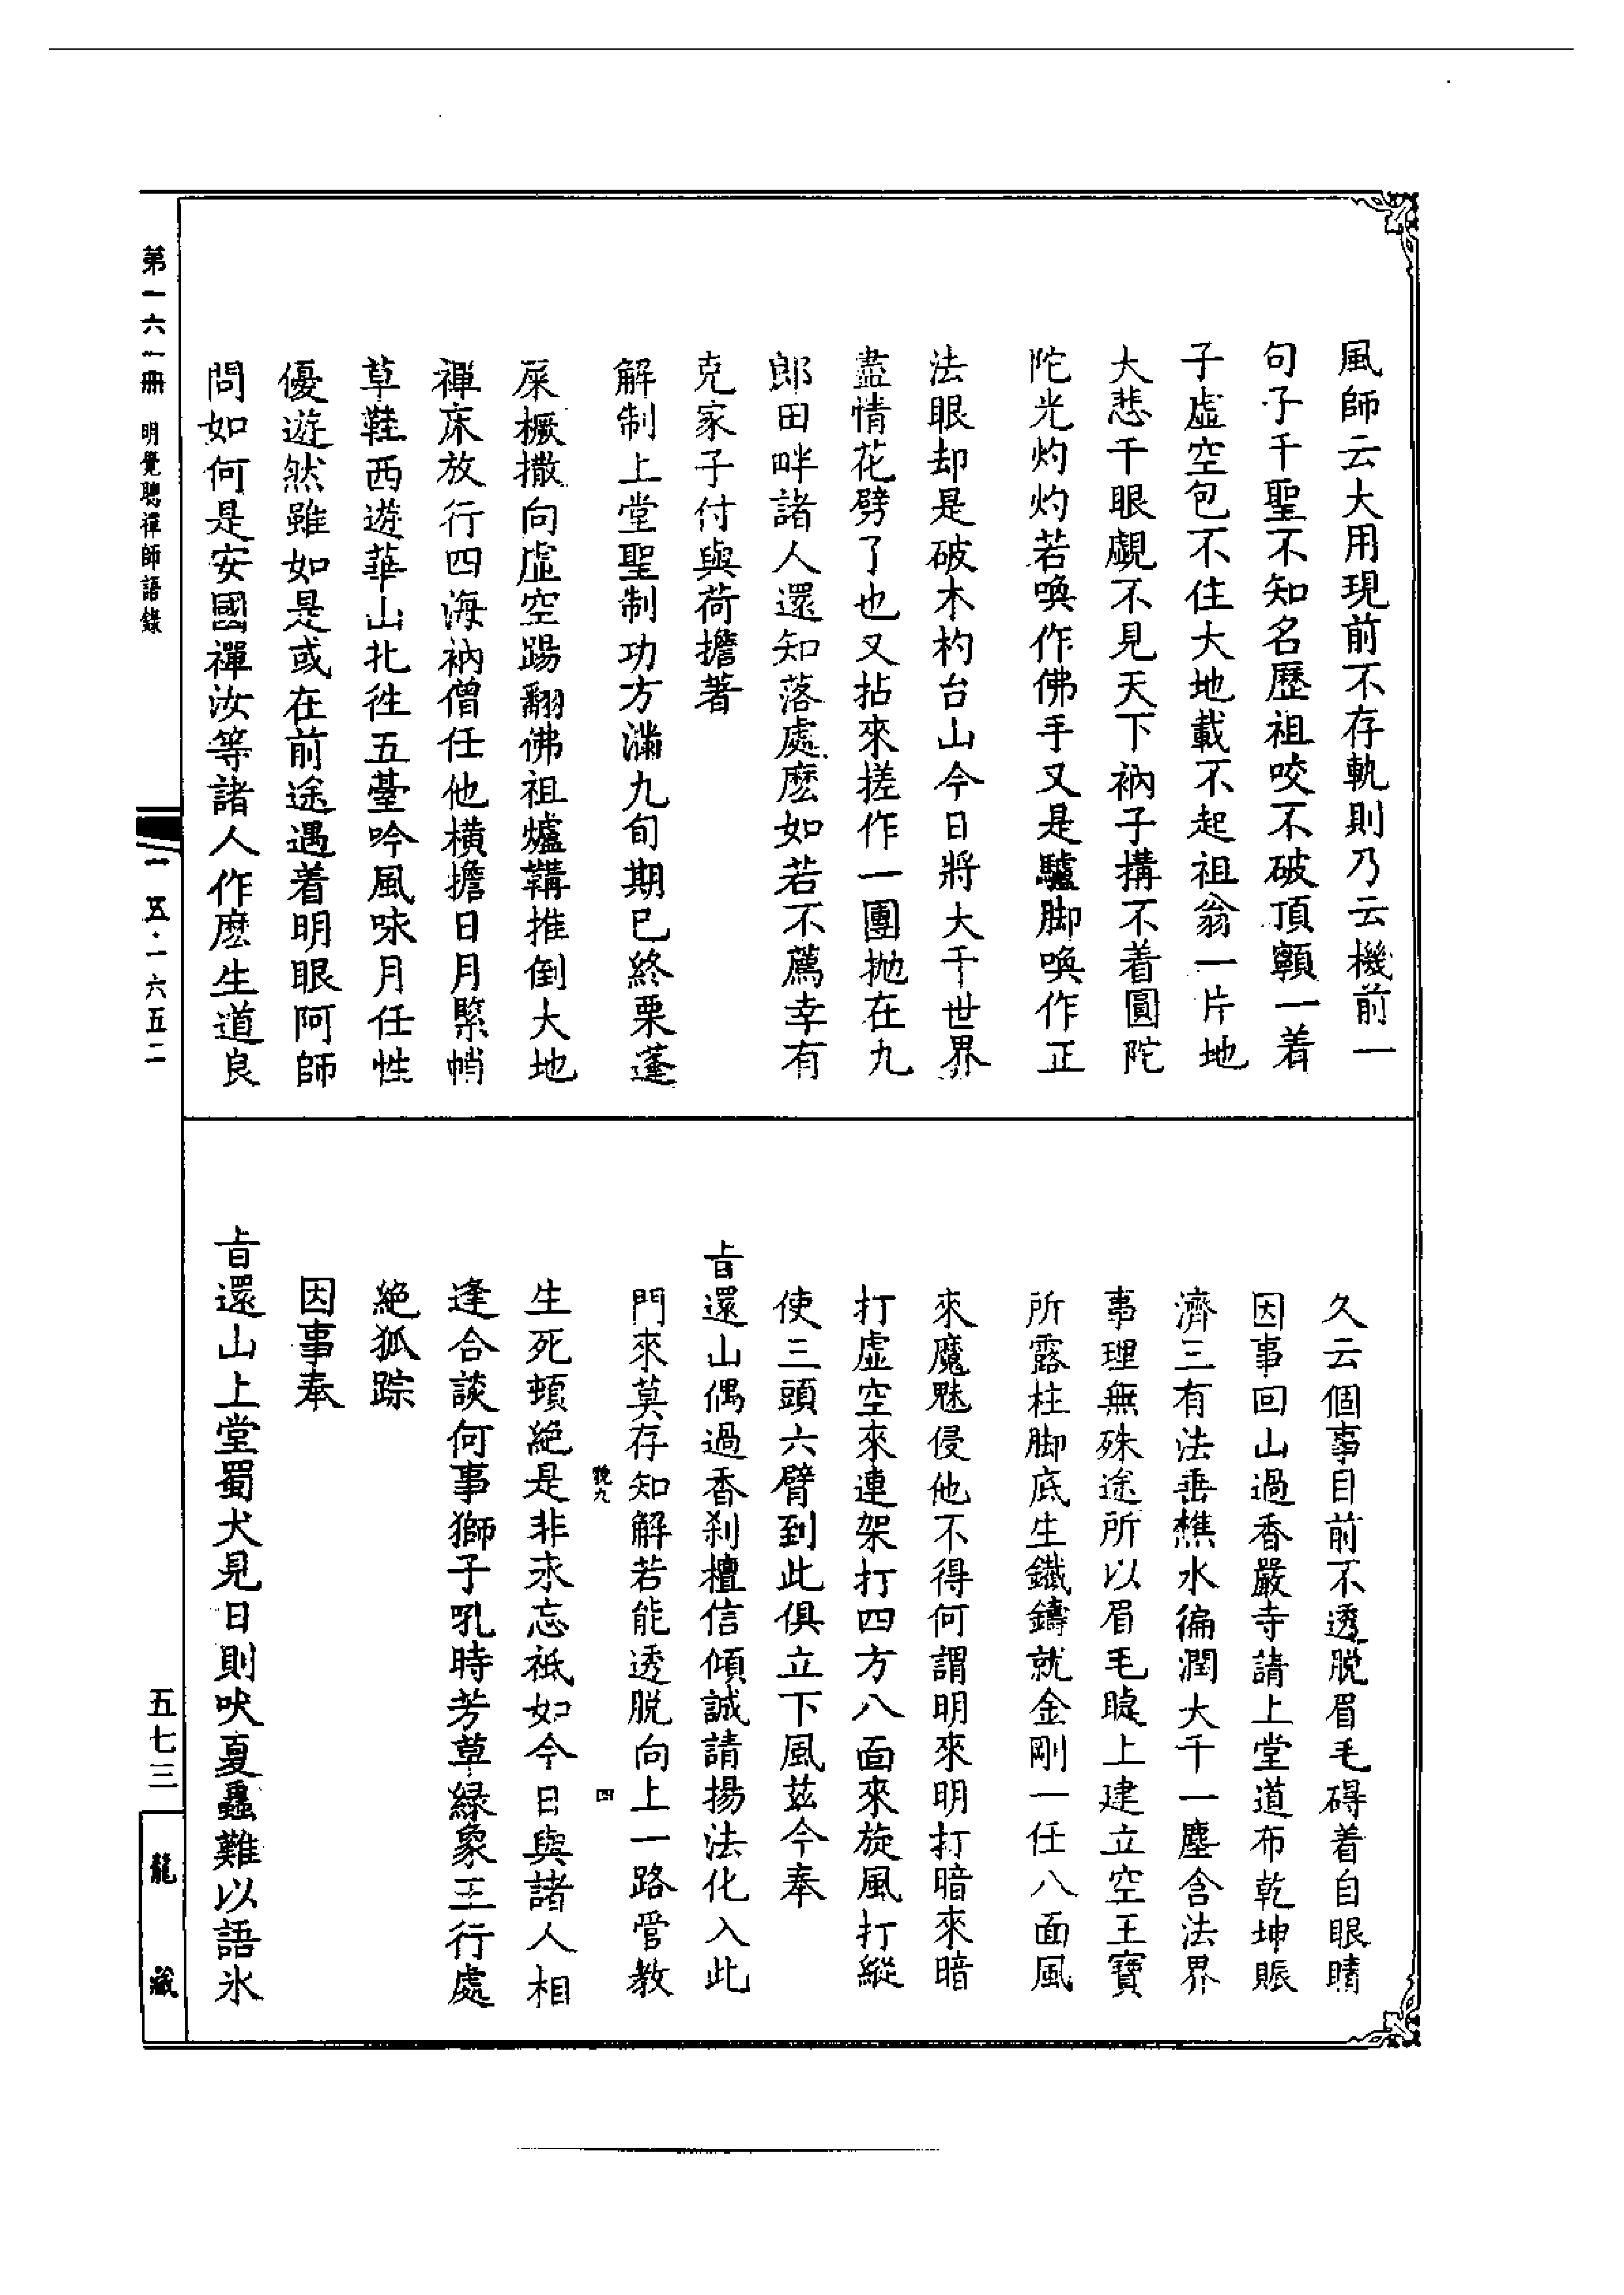 風師云大用現前不存軌則乃云機前一
句子千聖不知名歷祖咬不破頂顊一着
子虛空包不住大地載不起祖翁一片地
大悲千眼覷不見天下衲子搆不着圓陀
陀光灼灼若喚作佛手又是驢脚喚作正
法眼却是破木杓台山今日將大千世界
盡情花劈了也又拈來搓作一團拋在九
郎田畔諸人還知落處麽如若不薦幸有
克家子付與荷擔著
解制上堂聖制功方滿九旬期已終栗蓬
屎橛撒向虛空踢翻佛祖爐鞴推倒大地
禪床放行四海衲僧任他橫擔日月緊帩
草鞋西遊華山北徃五臺吟風咏月任性
優遊然雖如是或在前途遇着明眼阿師
問如何是安國禪汝等諸人作麽生道良
久云個事目前不透脫眉毛碍着自眼睛
因事回山過香嚴寺請上堂道布乾坤賑
濟三有法垂樵水徧潤大千一塵含法界
事理無殊途所以眉毛睫上建立空王寶
所露柱脚底生鐵鑄就金剛一任八面風
來魔魅侵他不得何謂明來明打暗來暗
打虛空來連架打四方八面來旋風打縱
使三頭六臂到此俱立下風茲今奉
旨還山偶過香刹檀信傾誠請揚法化入此
門來莫存知解若能透脫向上一路管教
四
生死頓絕是非永忘祗如今日與諸人相
逢合談何事獅子吼時芳草緑象王行處
絕狐踪
因事奉
旨還山上堂蜀犬見日則吠夏蟲難以語氷
第一六一冊 明覺聰禪師語錄
一五·一六五二
五七三
龍藏